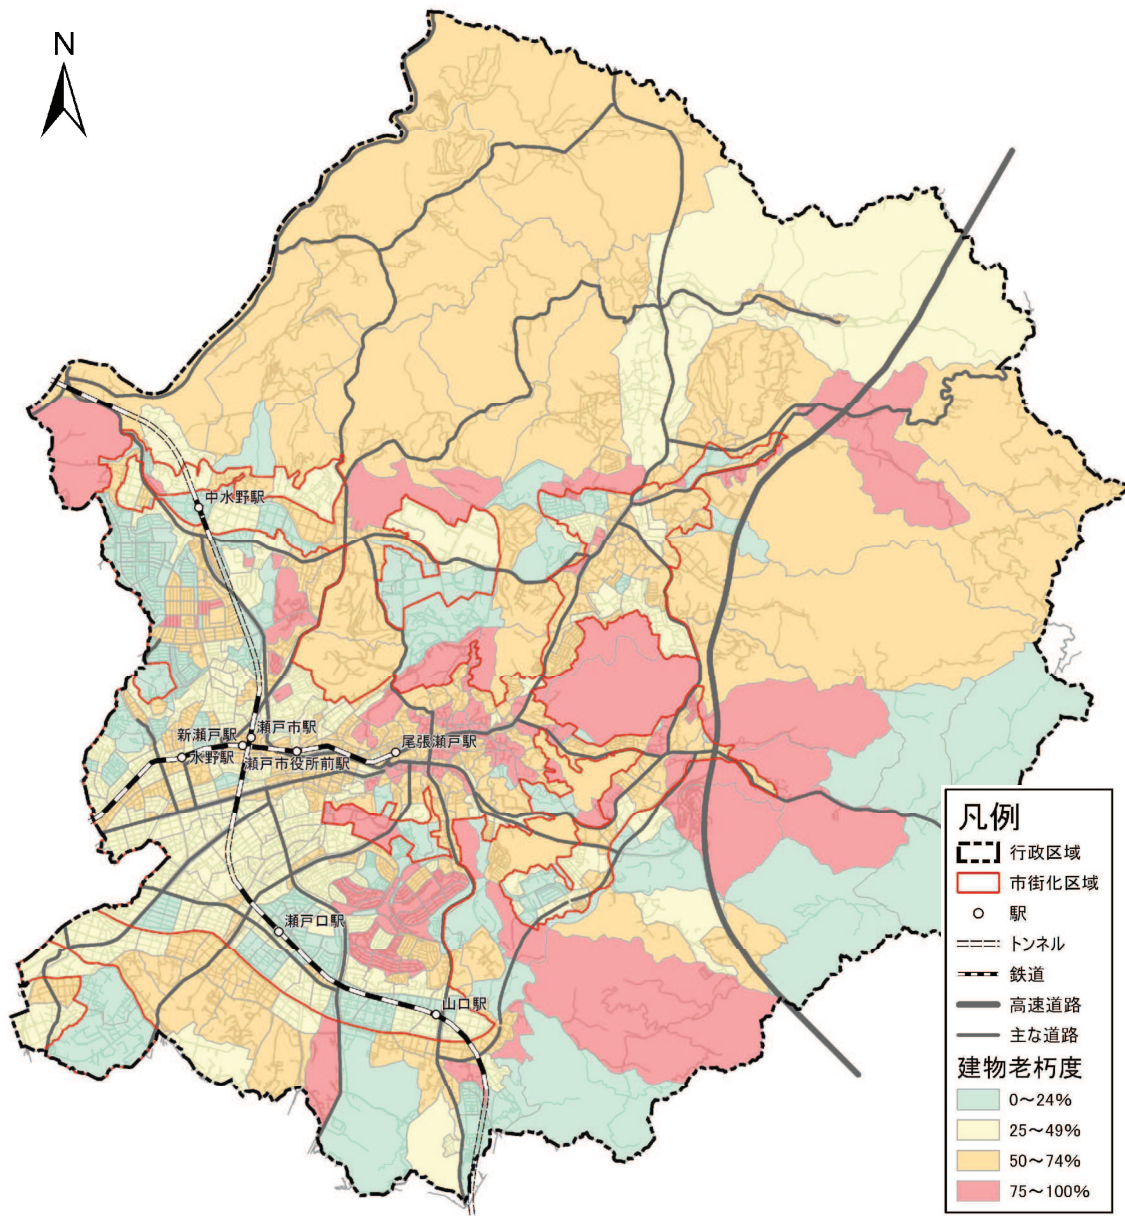 N
中水野駅
瀬戸市駅
新瀬戸駅
水野駅
瀬戸市役所前駅
尾張瀬戸駅
瀬戸口駅
山口駅
凡例
行政区域
市街化区域
駅
トンネル
鉄道
高速道路
主な道路
建物老朽度
0～24%
25～49%
50～74%
75～100%